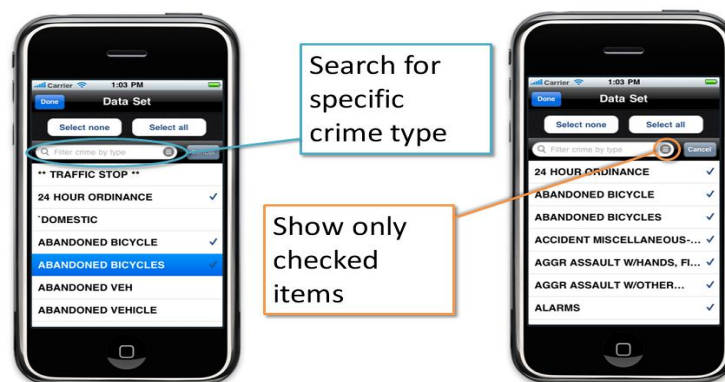 Carrier 1:03 PM
Done Data Set
Select none Select all
Filter crime by type Cancel
** TRAFFIC STOP **
24 HOUR ORDINANCE
`DOMESTIC
ABANDONED BICYCLE
ABANDONED BICYCLES
ABANDONED VEH
ABANDONED VEHICLE
Search for
specific
crime type
Show only
checked
items
Carrier 1:03 PM
Done Data Set
Select none Select all
Filter crime by type Cancel
24 HOUR ORDINANCE
ABANDONED BICYCLE
ABANDONED BICYCLES
ACCIDENT MISCELLANEOUS-...
AGGR ASSAULT W/HANDS, FI...
AGGR ASSAULT W/OTHER...
ALARMS